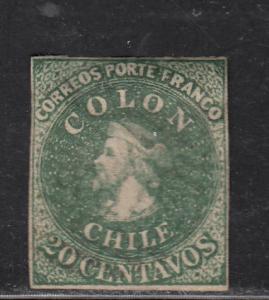 CORREOS PORTE FRANCO
COLON
CHILE
20 CENTAVOS